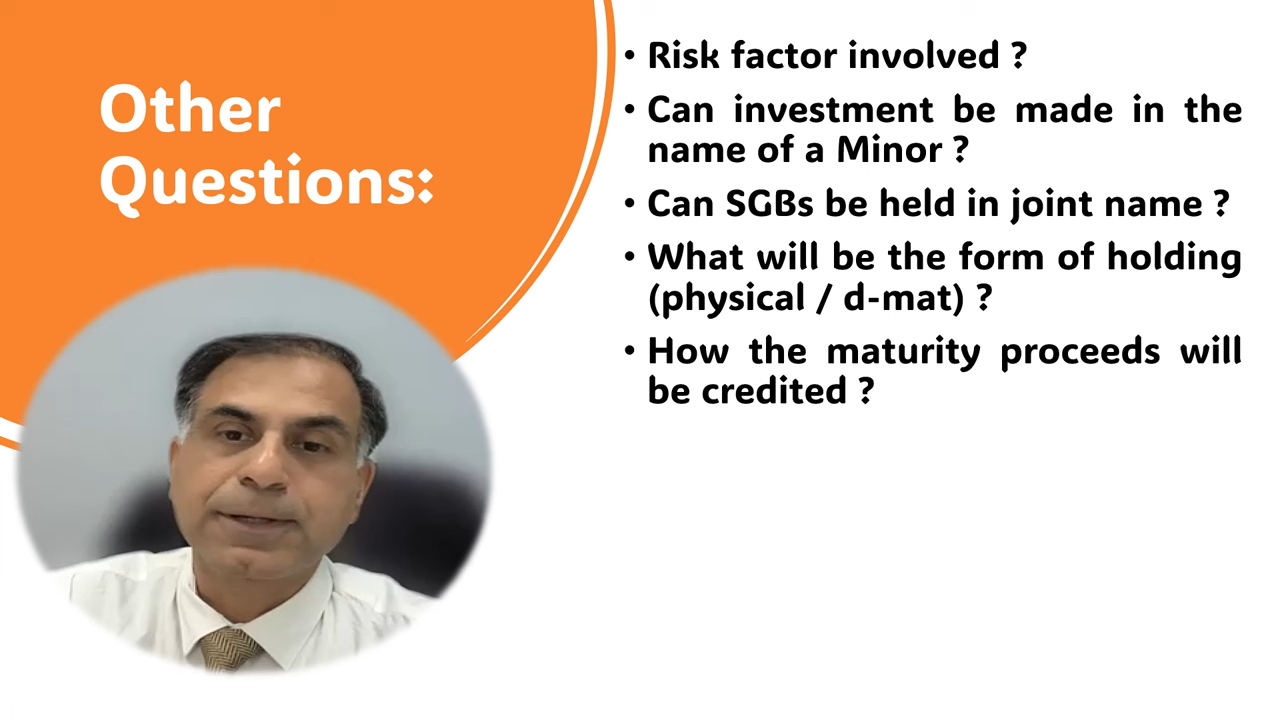 Other
Questions:
• Risk factor involved ?
• Can investment be made in the
name of a Minor ?
• Can SGBs be held in joint name ?
• What will be the form of holding
(physical / d-mat) ?
• How the maturity proceeds will
be credited ?